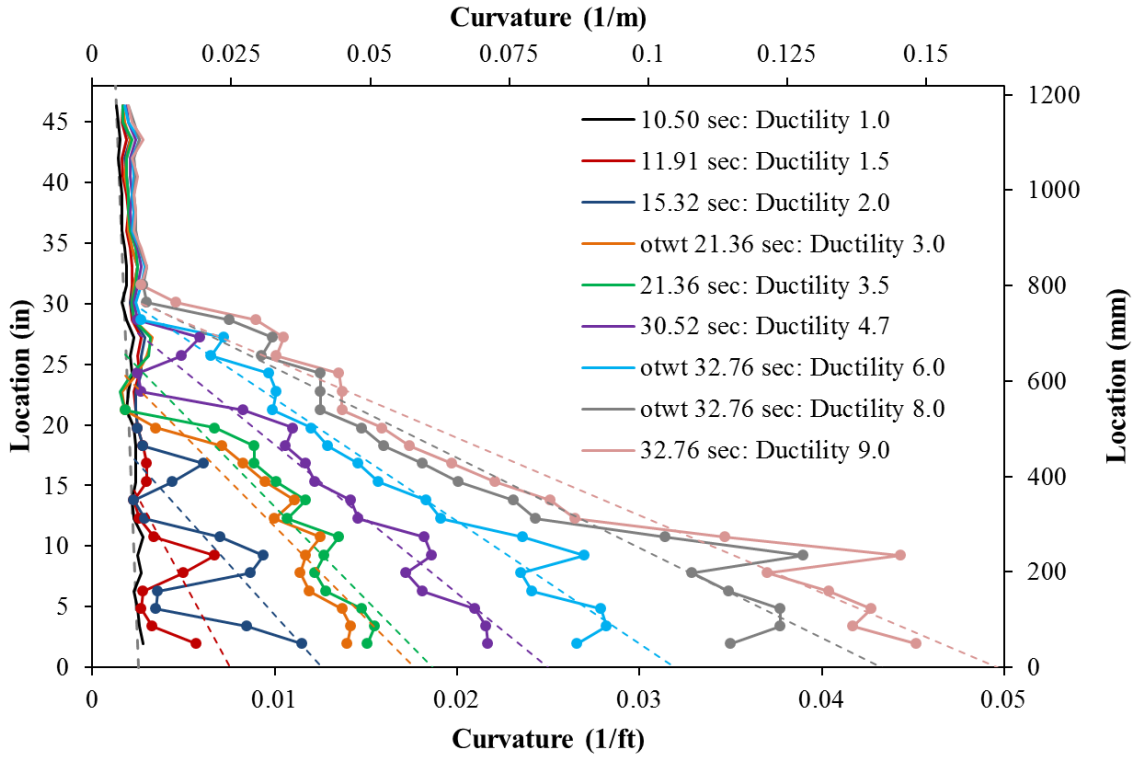 Curvature (1/m)
0 0.025 0.05 0.075 0.1 0.125 0.15
45 1200
10.50 sec: Ductility 1.0
11.91 sec: Ductility 1.5
40 1000
15.32 sec: Ductility 2.0
otwt 21.36 sec: Ductility 3.0
35
21.36 sec: Ductility 3.5
800
30.52 sec: Ductility 4.7
30
otwt 32.76 sec: Ductility 6.0
25 600
otwt 32.76 sec: Ductility 8.0
32.76 sec: Ductility 9.0
20
15 400
10 200
5
0 0
Location (in)
Location (mm)
0 0.01 0.02 0.03 0.04 0.05
Curvature (1/ft)